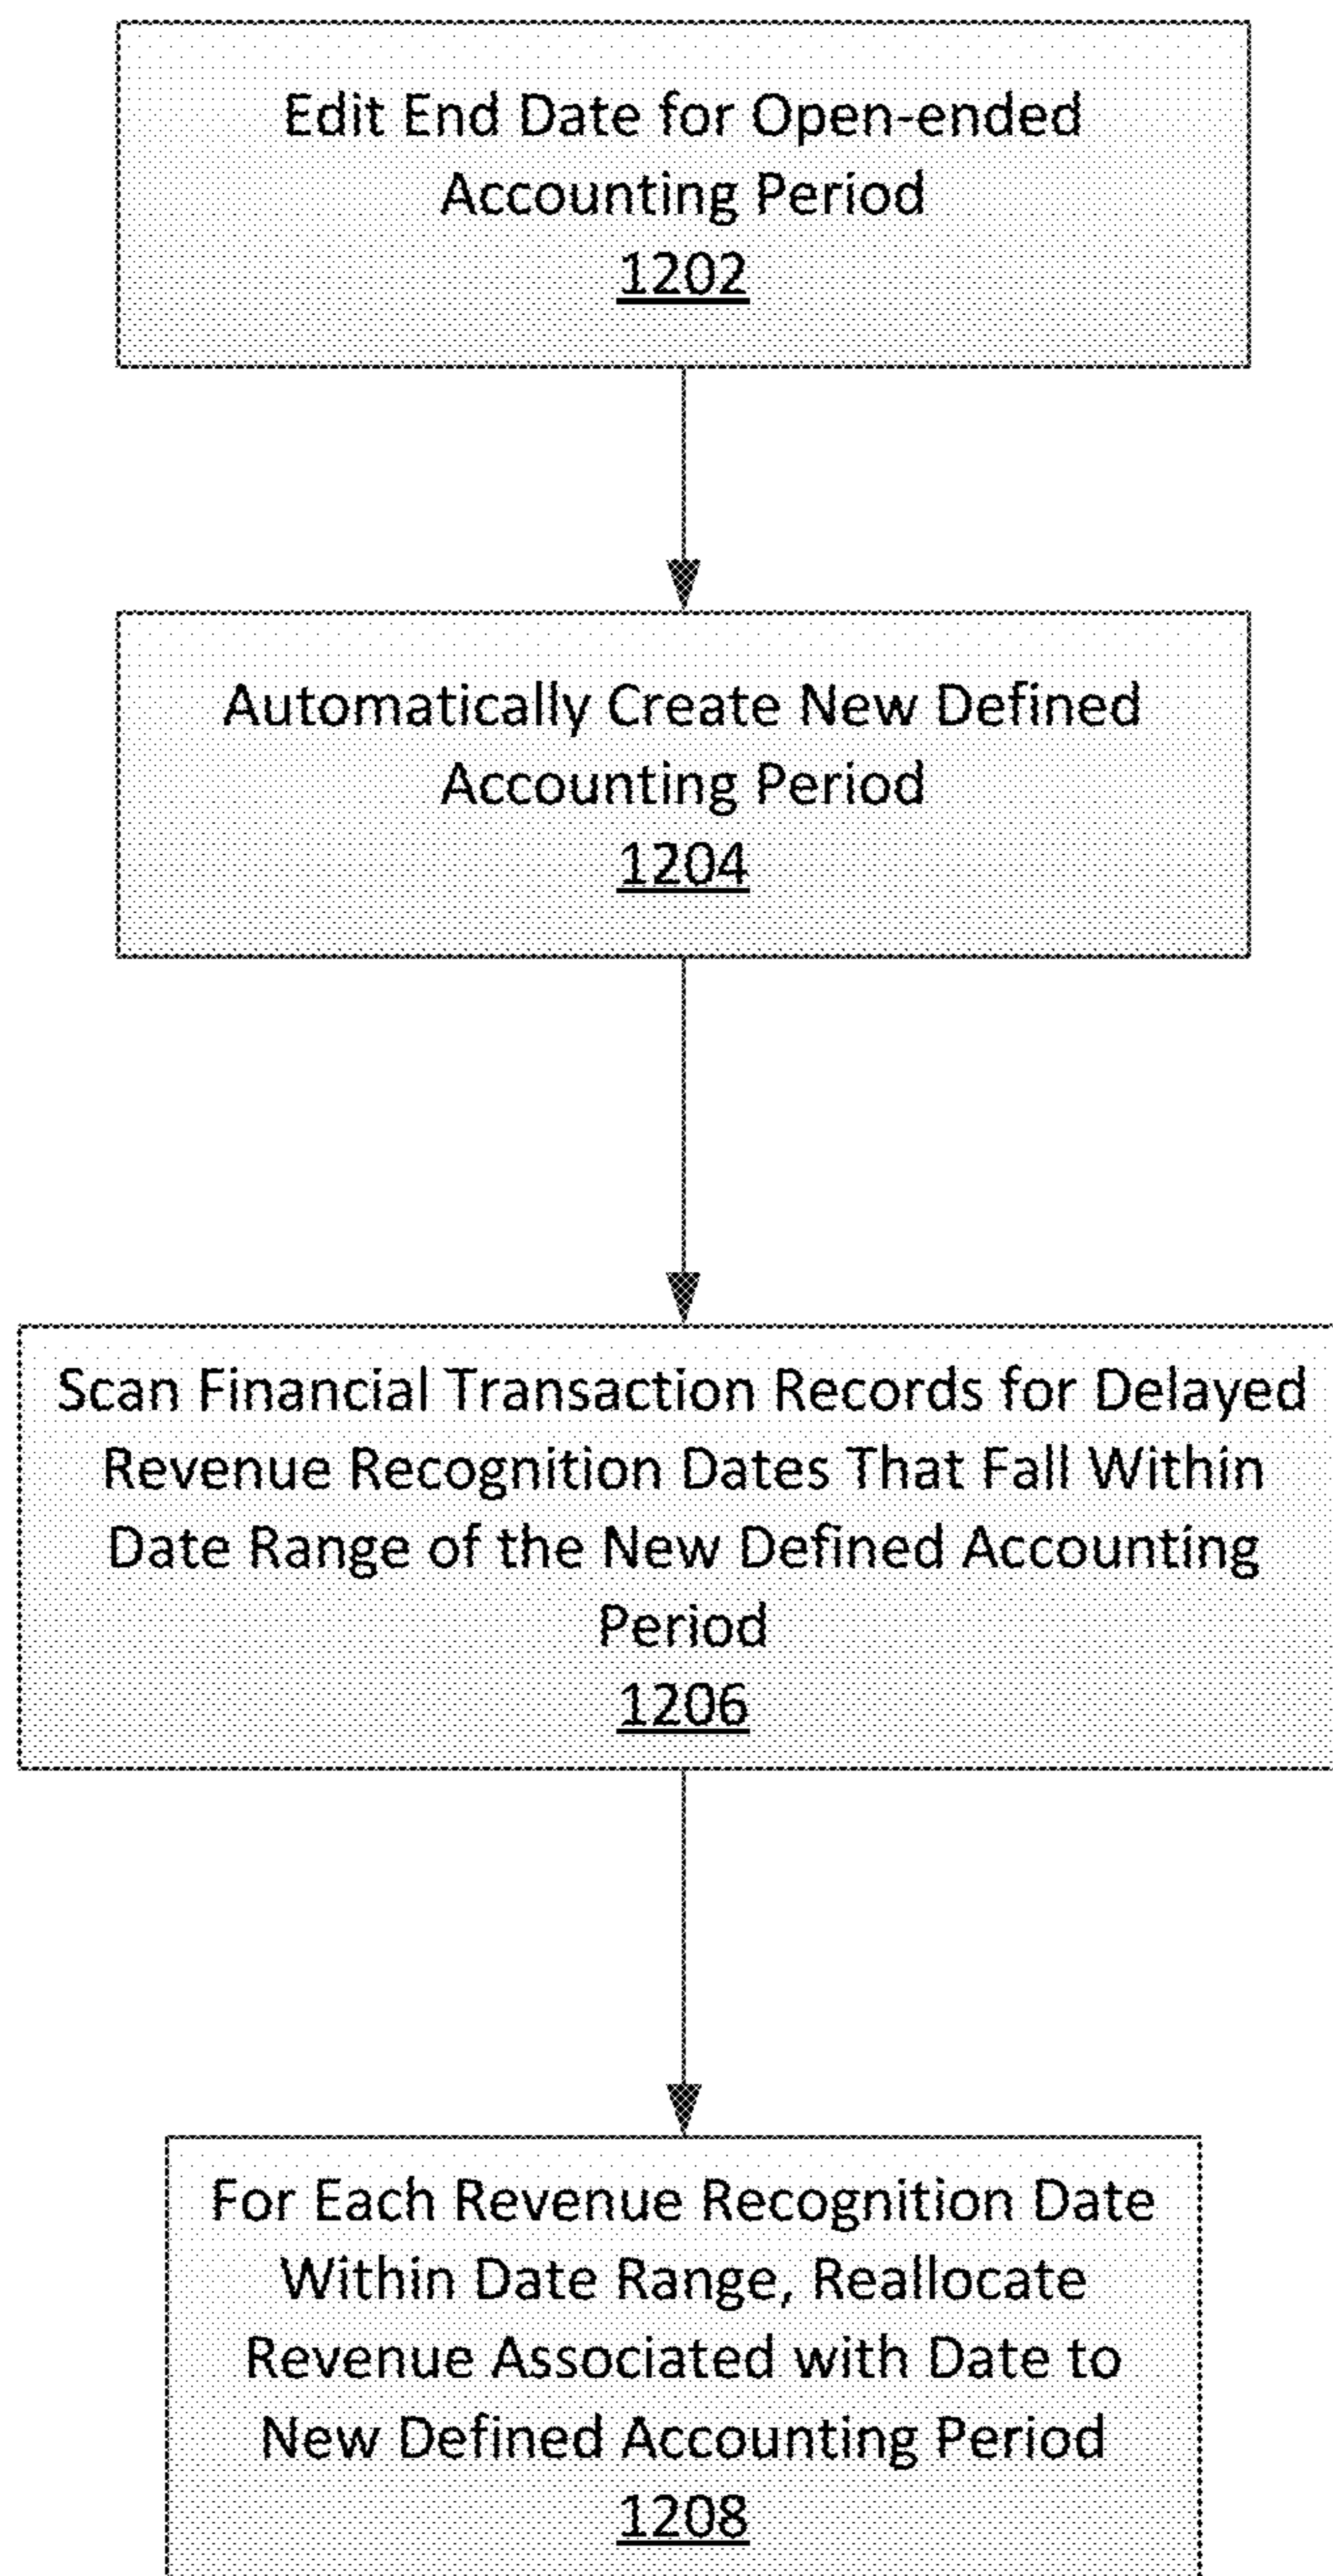 Edit End Date for Open-ended
Accounting Period
1202
Automatically Create New Defined
Accounting Period
1204
Scan Financial Transaction Records for Delayed
Revenue Recognition Dates That Fall Within
Date Range of the New Defined Accounting
Period
1206
For Each Revenue Recognition Date
Within Date Range, Reallocate
Revenue Associated with Date to
New Defined Accounting Period
1208